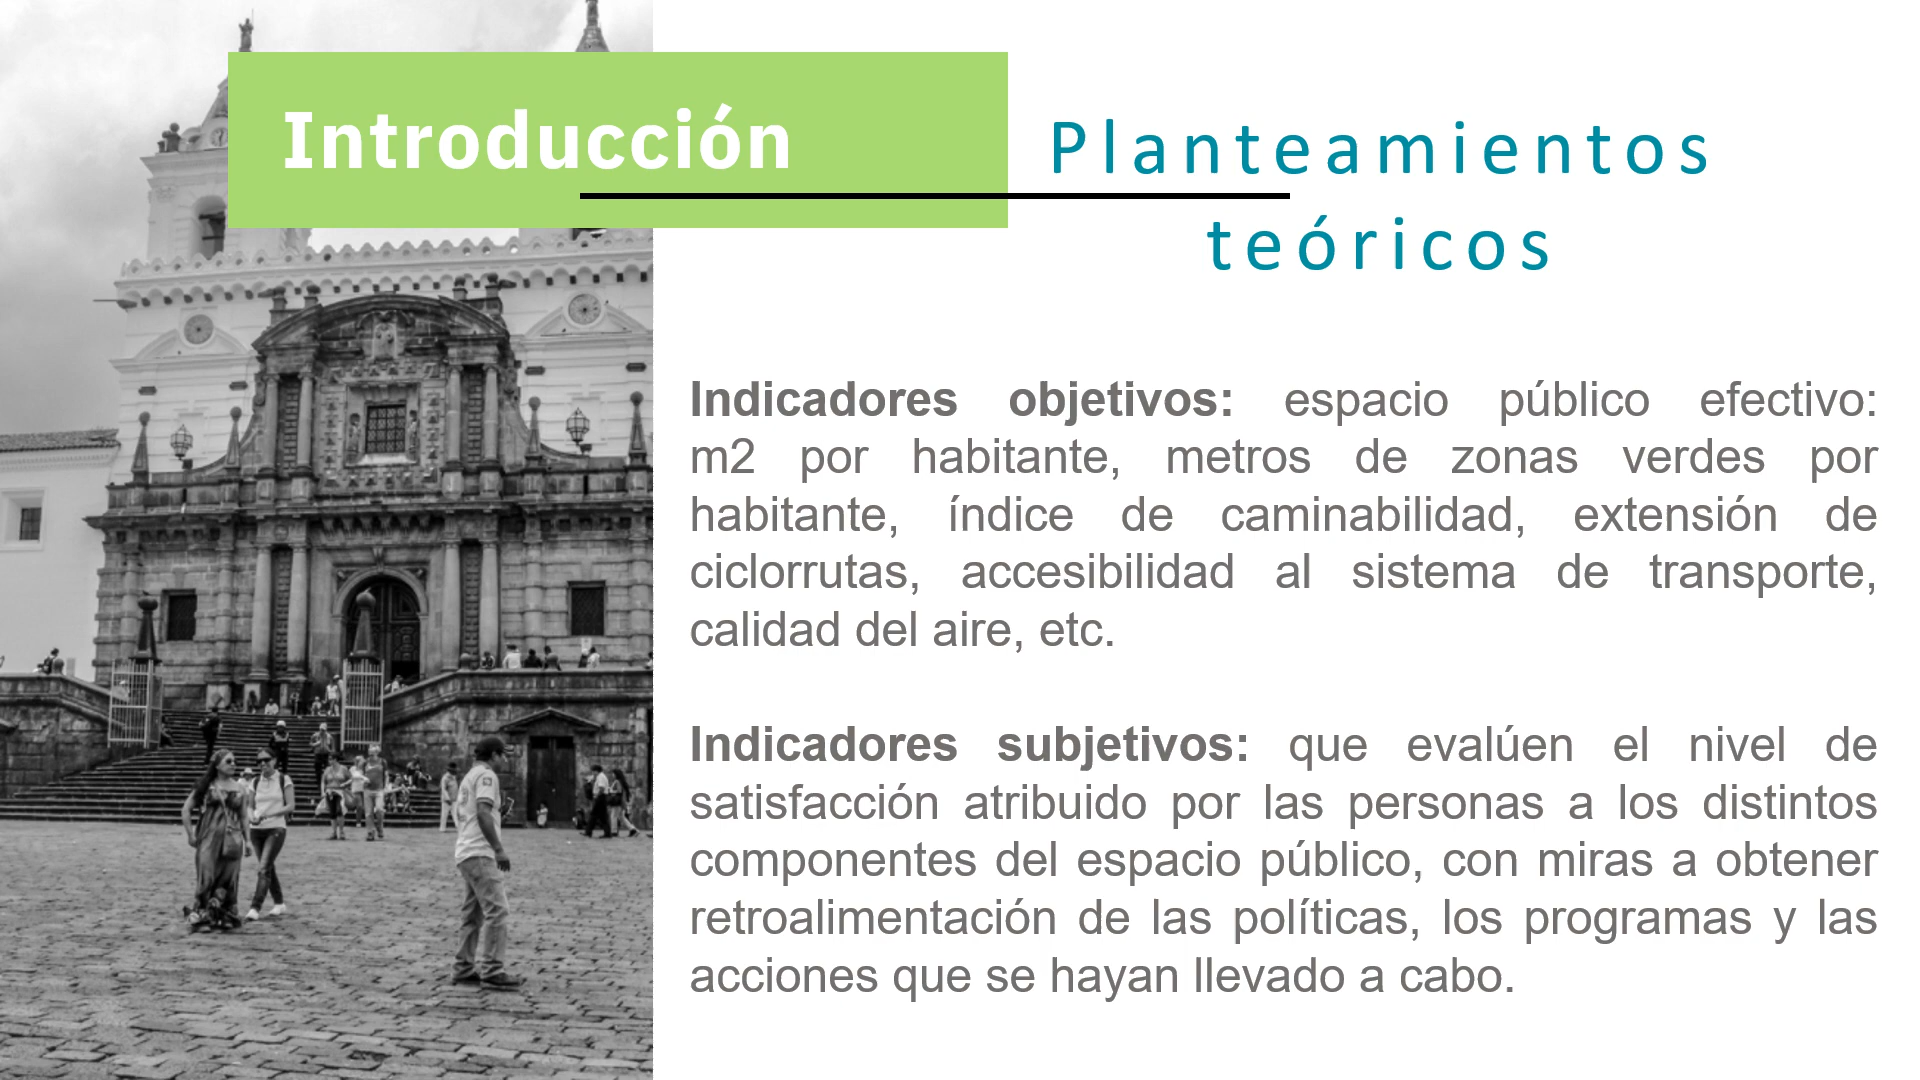 Introducción
Planteamientos
teóricos
Indicadores objetivos: espacio público efectivo:
m2 por habitante, metros de zonas verdes por
habitante, índice de caminabilidad, extensión de
ciclorrutas, accesibilidad al sistema de transporte,
calidad del aire, etc.
Indicadores subjetivos: que evalúen el nivel de
satisfacción atribuido por las personas a los distintos
componentes del espacio público, con miras a obtener
retroalimentación de las políticas, los programas y las
acciones que se hayan llevado a cabo.